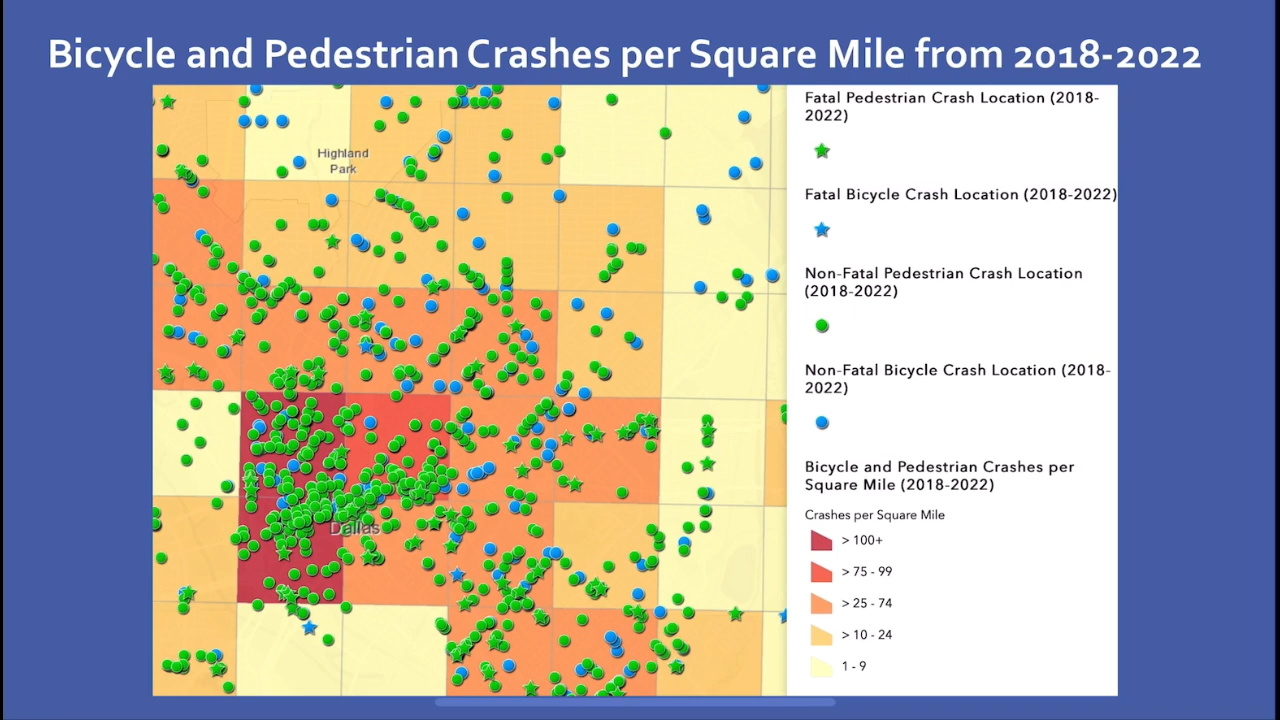 Bicycle and Pedestrian Crashes per Square Mile from 2018-2022
Highland
Park
Dallas
Fatal Pedestrian Crash Location (2018-
2022)
Fatal Bicycle Crash Location (2018-2022)
Non-Fatal Pedestrian Crash Location
(2018-2022)
Non-Fatal Bicycle Crash Location (2018-
2022)
Bicycle and Pedestrian Crashes per
Square Mile (2018-2022)
Crashes per Square Mile
> 100+
> 75 - 99
> 25 - 74
> 10 - 24
1 - 9